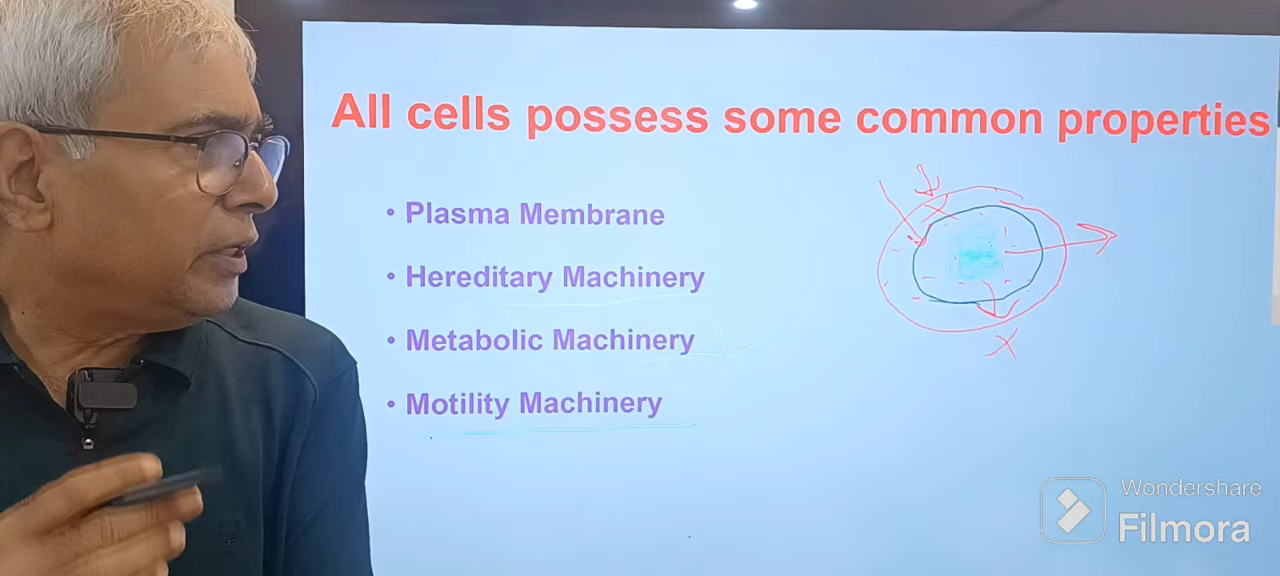 All cells possess some common properties
• Plasma Membrane
• Hereditary Machinery
• Metabolic Machinery
• Motility Machinery
X
Wondershare
Filmora